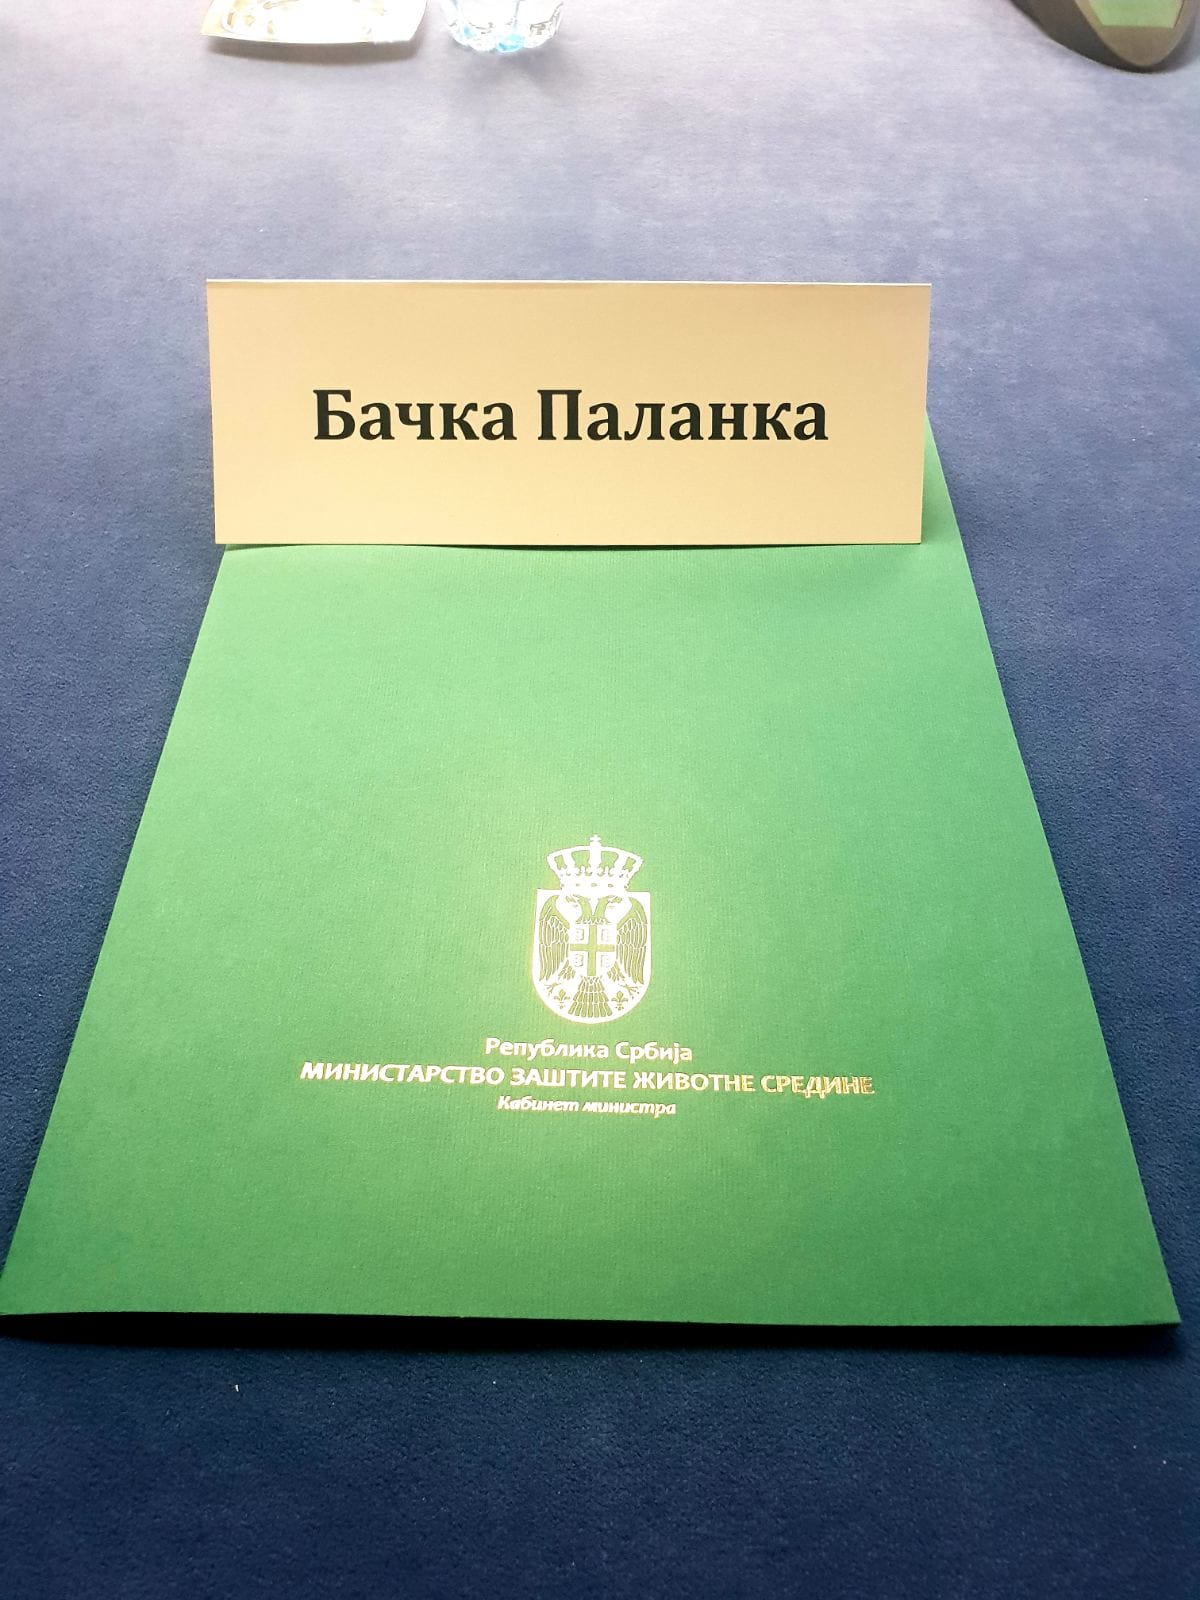 Бачка Паланка
Република Србија
МИНИСТАРСТВО ЗАШТИТЕ ЖИВОТНЕ СРЕДИНЕ
Кабинет министра